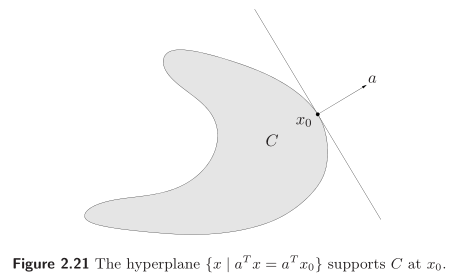 a
x₀
C
Figure 2.21 The hyperplane {x | aᵀx = aᵀx₀} supports C at x₀.